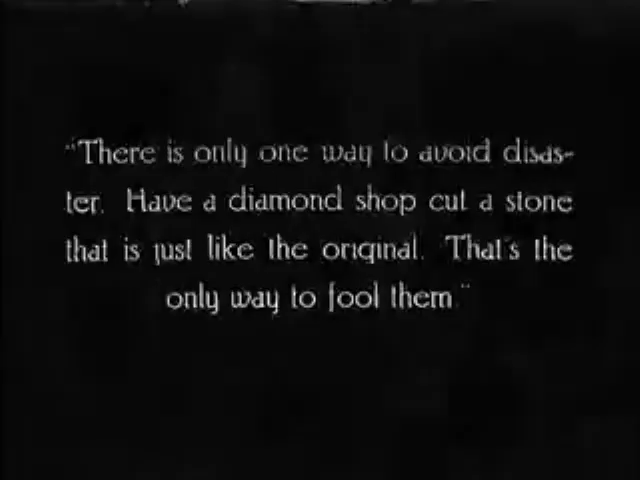 "There is only one way to avoid disas-
ter. Have a diamond shop cut a stone
that is just like the original. That's the
only way to fool them."